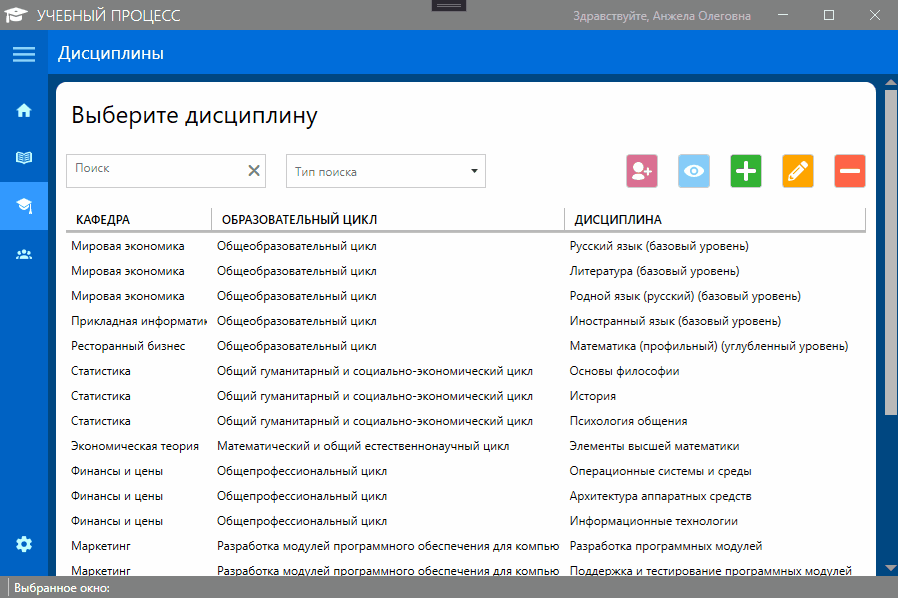 УЧЕБНЫЙ ПРОЦЕСС Здравствуйте, Анжела Олеговна
Дисциплины
Выберите дисциплину
Поиск Тип поиска
КАФЕДРА ОБРАЗОВАТЕЛЬНЫЙ ЦИКЛ ДИСЦИПЛИНА
Мировая экономика Общеобразовательный цикл Русский язык (базовый уровень)
Мировая экономика Общеобразовательный цикл Литература (базовый уровень)
Мировая экономика Общеобразовательный цикл Родной язык (русский) (базовый уровень)
Прикладная информатик Общеобразовательный цикл Иностранный язык (базовый уровень)
Ресторанный бизнес Общеобразовательный цикл Математика (профильный) (углубленный уровень)
Статистика Общий гуманитарный и социально-экономический цикл Основы философии
Статистика Общий гуманитарный и социально-экономический цикл История
Статистика Общий гуманитарный и социально-экономический цикл Психология общения
Экономическая теория Математический и общий естественнонаучный цикл Элементы высшей математики
Финансы и цены Общепрофессиональный цикл Операционные системы и среды
Финансы и цены Общепрофессиональный цикл Архитектура аппаратных средств
Финансы и цены Общепрофессиональный цикл Информационные технологии
Маркетинг Разработка модулей программного обеспечения для компью Разработка программных модулей
Маркетинг Разработка модулей программного обеспечения для компью Поддержка и тестирование программных модулей
Выбранное окно: